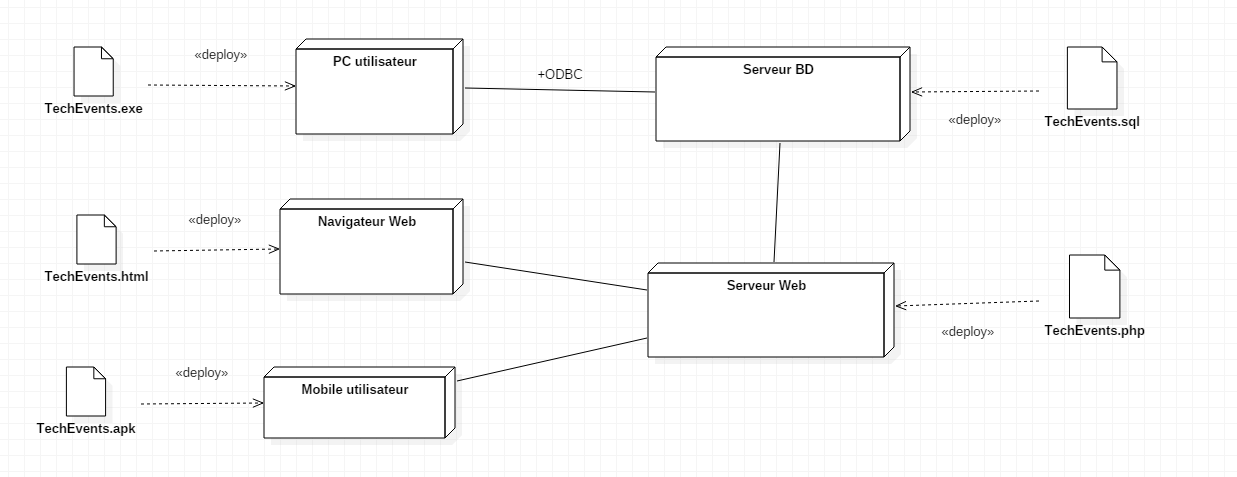 «deploy»
PC utilisateur
+ODBC
Serveur BD
TechEvents.exe
«deploy»
TechEvents.sql
«deploy»
Navigateur Web
TechEvents.html
Serveur Web
«deploy»
TechEvents.php
«deploy»
Mobile utilisateur
TechEvents.apk